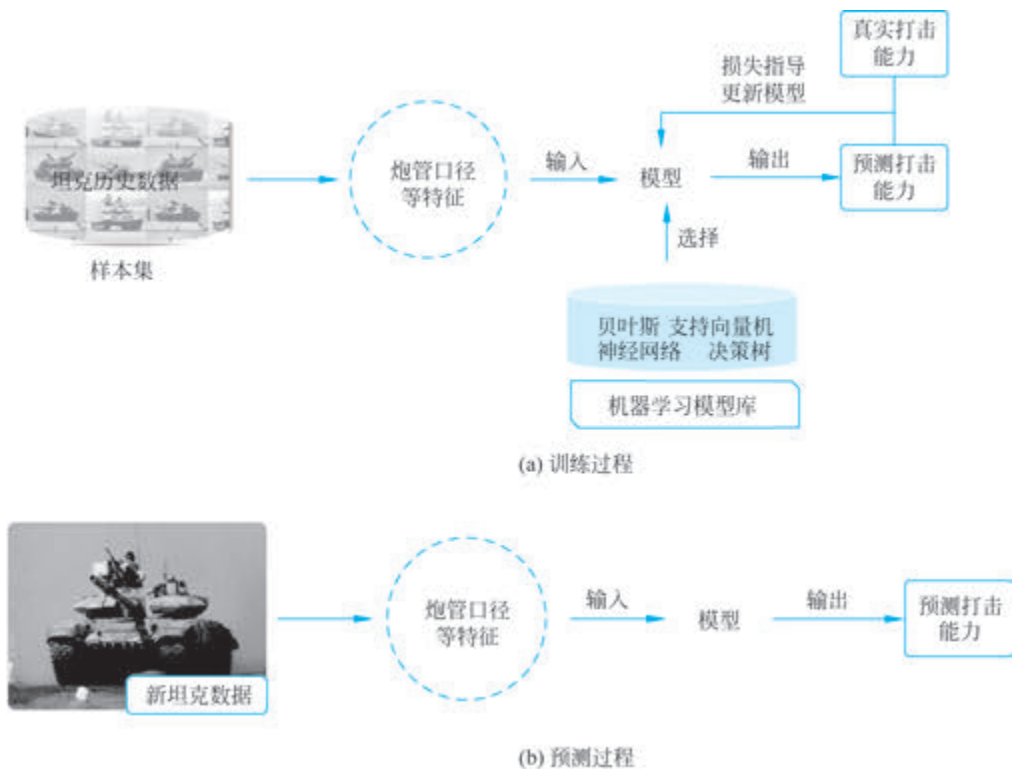 真实打击
能力
损失指导
更新模型
坦克历史数据
炮管口径
等特征
输入
模型
输出
预测打击
能力
样本集
选择
贝叶斯 支持向量机
神经网络 决策树
机器学习模型库
(a) 训练过程
新坦克数据
炮管口径
等特征
输入
模型
输出
预测打击
能力
(b) 预测过程